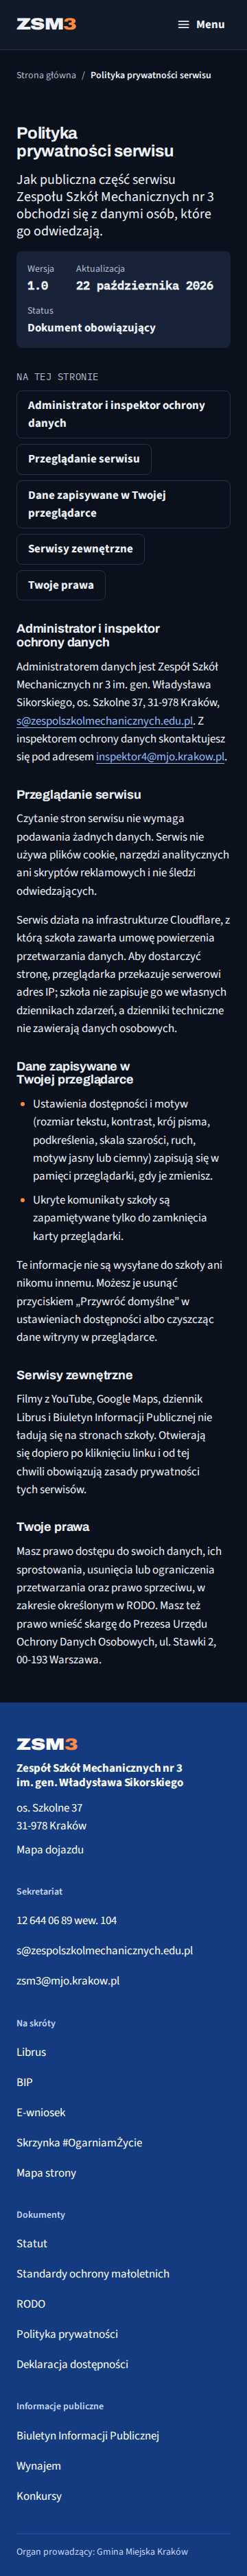 ZSM3
Menu
Strona główna / Polityka prywatności serwisu
Polityka
prywatności serwisu
Jak publiczna część serwisu
Zespołu Szkół Mechanicznych nr 3
obchodzi się z danymi osób, które
go odwiedzają.
Wersja
1.0
Aktualizacja
22 października 2026
Status
Dokument obowiązujący
NA TEJ STRONIE
Administrator i inspektor ochrony
danych
Przeglądanie serwisu
Dane zapisywane w Twojej
przeglądarce
Serwisy zewnętrzne
Twoje prawa
Administrator i inspektor
ochrony danych
Administratorem danych jest Zespół Szkół
Mechanicznych nr 3 im. gen. Władysława
Sikorskiego, os. Szkolne 37, 31-978 Kraków,
s@zespolszkolmechanicznych.edu.pl. Z
inspektorem ochrony danych skontaktujesz
się pod adresem inspektor4@mjo.krakow.pl.
Przeglądanie serwisu
Czytanie stron serwisu nie wymaga
podawania żadnych danych. Serwis nie
używa plików cookie, narzędzi analitycznych
ani skryptów reklamowych i nie śledzi
odwiedzających.
Serwis działa na infrastrukturze Cloudflare, z
którą szkoła zawarła umowę powierzenia
przetwarzania danych. Aby dostarczyć
stronę, przeglądarka przekazuje serwerowi
adres IP; szkoła nie zapisuje go we własnych
dziennikach zdarzeń, a dzienniki techniczne
nie zawierają danych osobowych.
Dane zapisywane w
Twojej przeglądarce
Ustawienia dostępności i motyw
(rozmiar tekstu, kontrast, krój pisma,
podkreślenia, skala szarości, ruch,
motyw jasny lub ciemny) zapisują się w
pamięci przeglądarki, gdy je zmienisz.
Ukryte komunikaty szkoły są
zapamiętywane tylko do zamknięcia
karty przeglądarki.
Te informacje nie są wysyłane do szkoły ani
nikomu innemu. Możesz je usunąć
przyciskiem „Przywróć domyślne” w
ustawieniach dostępności albo czyszcząc
dane witryny w przeglądarce.
Serwisy zewnętrzne
Filmy z YouTube, Google Maps, dziennik
Librus i Biuletyn Informacji Publicznej nie
ładują się na stronach szkoły. Otwierają
się dopiero po kliknięciu linku i od tej
chwili obowiązują zasady prywatności
tych serwisów.
Twoje prawa
Masz prawo dostępu do swoich danych, ich
sprostowania, usunięcia lub ograniczenia
przetwarzania oraz prawo sprzeciwu, w
zakresie określonym w RODO. Masz też
prawo wnieść skargę do Prezesa Urzędu
Ochrony Danych Osobowych, ul. Stawki 2,
00-193 Warszawa.
ZSM3
Zespół Szkół Mechanicznych nr 3
im. gen. Władysława Sikorskiego
os. Szkolne 37
31-978 Kraków
Mapa dojazdu
Sekretariat
12 644 06 89 wew. 104
s@zespolszkolmechanicznych.edu.pl
zsm3@mjo.krakow.pl
Na skróty
Librus
BIP
E-wniosek
Skrzynka #OgarniamŻycie
Mapa strony
Dokumenty
Statut
Standardy ochrony małoletnich
RODO
Polityka prywatności
Deklaracja dostępności
Informacje publiczne
Biuletyn Informacji Publicznej
Wynajem
Konkursy
Organ prowadzący: Gmina Miejska Kraków